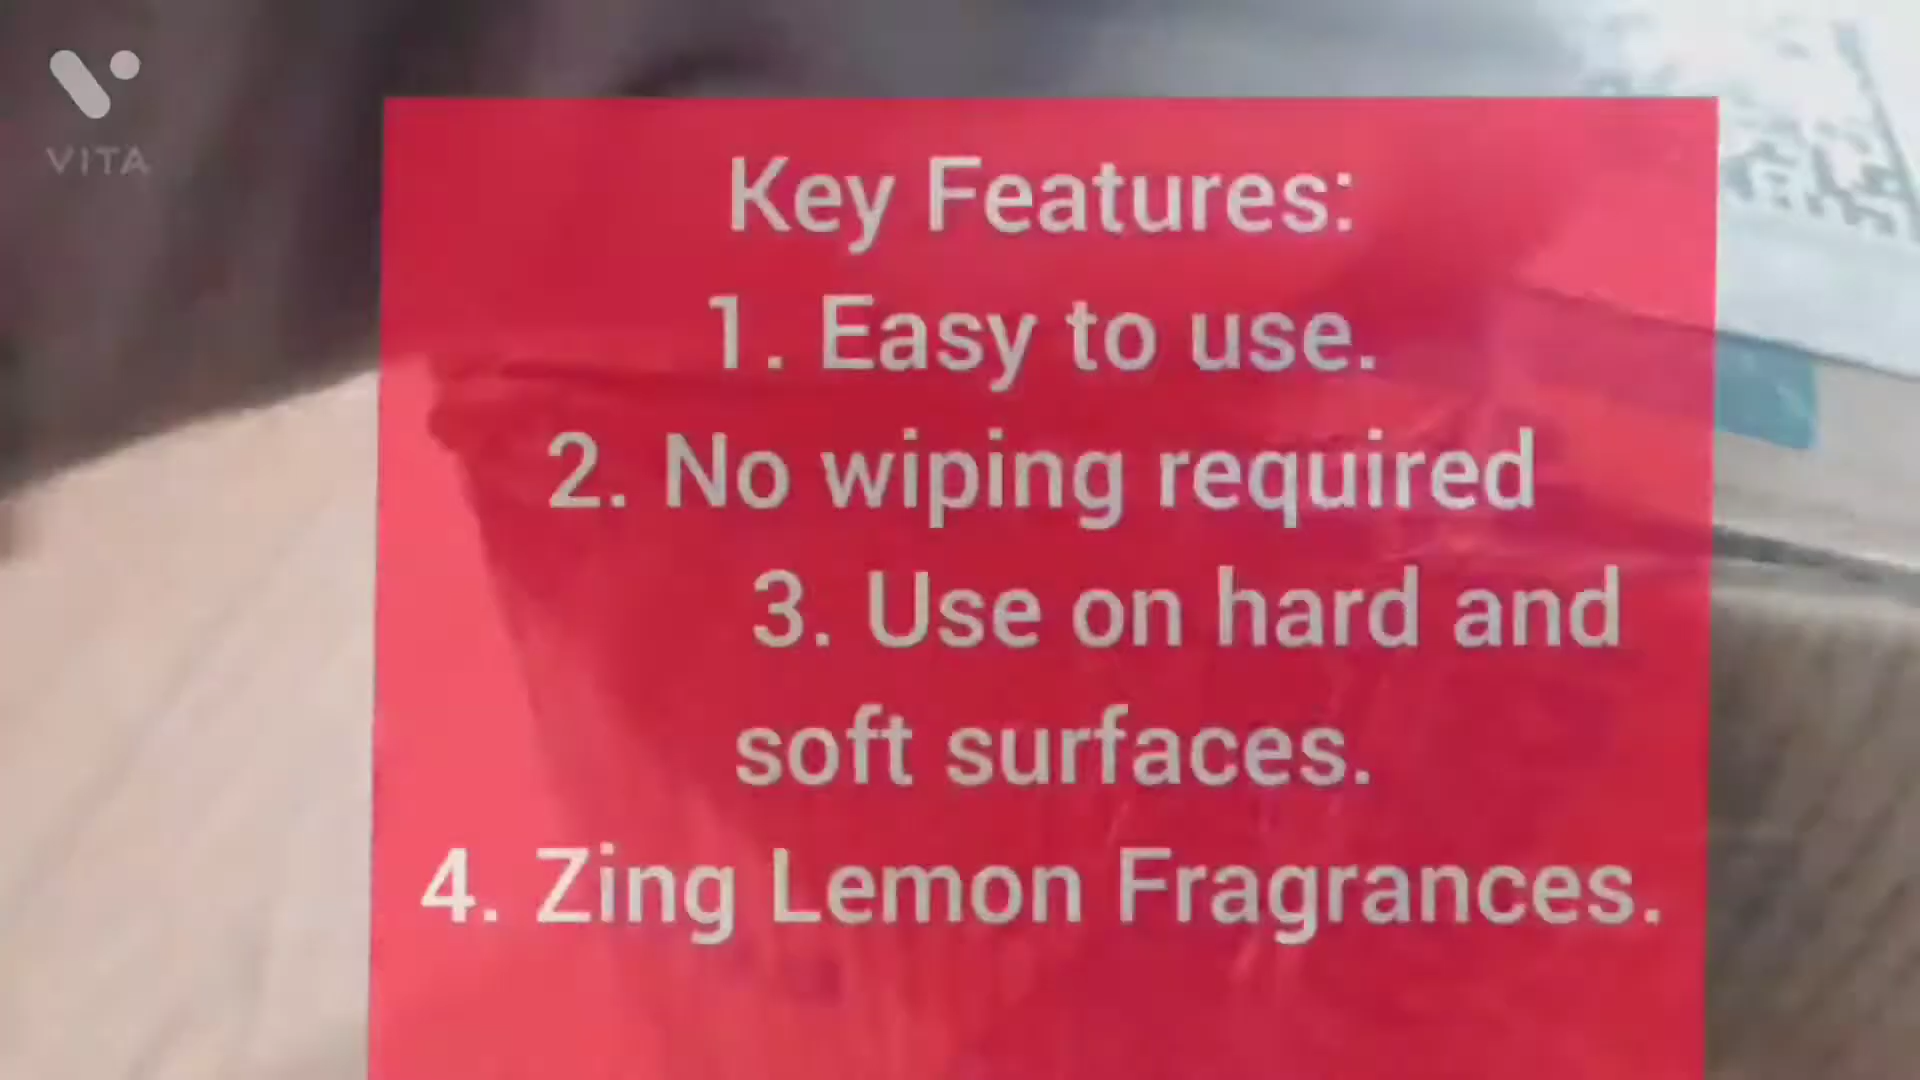 VITA
Key Features:
1. Easy to use.
2. No wiping required
3. Use on hard and
soft surfaces.
4. Zing Lemon Fragrances.